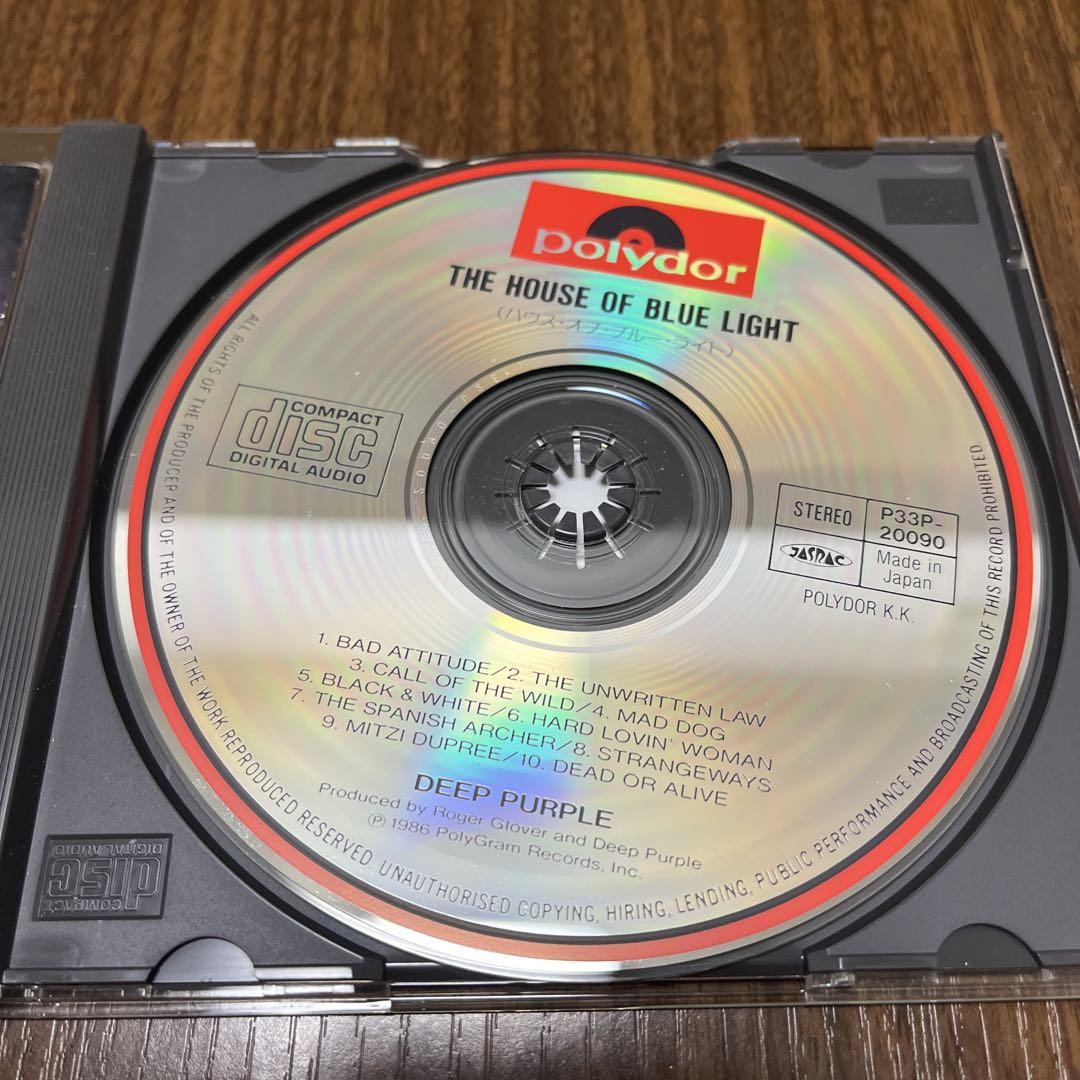 polydor
THE HOUSE OF BLUE LIGHT
(ハウス・オブ・ブルー・ライト)
COMPACT
disc
DIGITAL AUDIO
STEREO
P33P-
20090
JASRAC
Made in
Japan
POLYDOR K.K.
1. BAD ATTITUDE/2. THE UNWRITTEN LAW
3. CALL OF THE WILD/4. MAD DOG
5. BLACK & WHITE/6. HARD LOVIN' WOMAN
7. THE SPANISH ARCHER/8. STRANGEWAYS
9. MITZI DUPREE/10. DEAD OR ALIVE
DEEP PURPLE
Produced by Roger Glover and Deep Purple
Ⓟ 1986 PolyGram Records, Inc.
ALL RIGHTS OF THE PRODUCER AND OF THE OWNER OF THE WORK REPRODUCED RESERVED. UNAUTHORISED COPYING, HIRING, LENDING, PUBLIC PERFORMANCE AND BROADCASTING OF THIS RECORD PROHIBITED.
COMPACT
disc
DIGITAL AUDIO